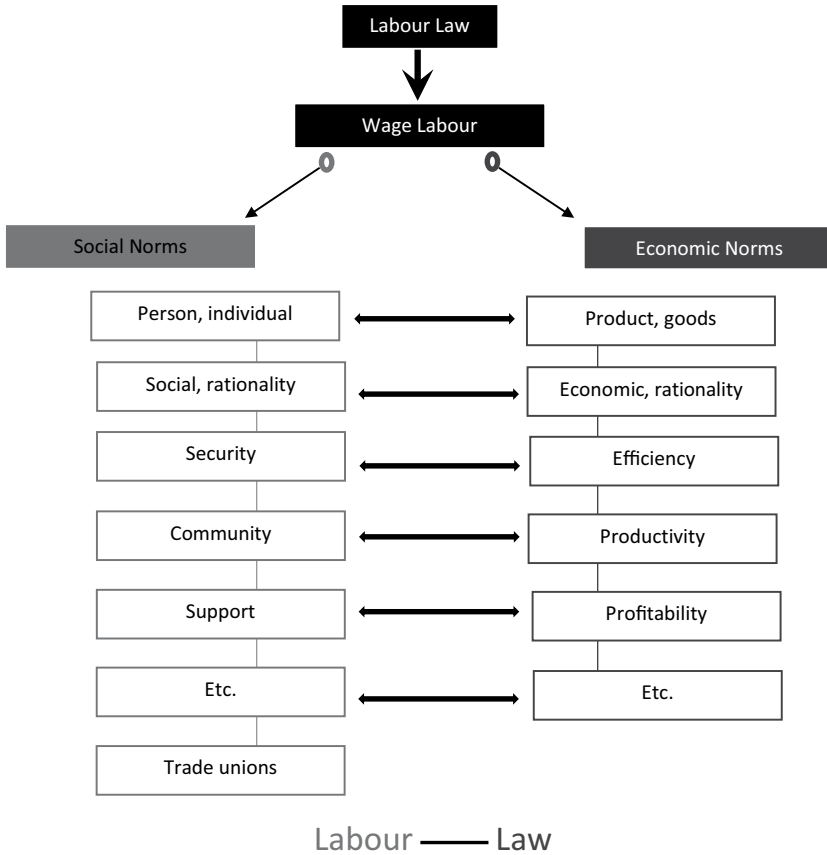 Labour Law
Wage Labour
Social Norms
Economic Norms
Person, individual
Product, goods
Social, rationality
Economic, rationality
Security
Efficiency
Community
Productivity
Support
Profitability
Etc.
Etc.
Trade unions
Labour Law